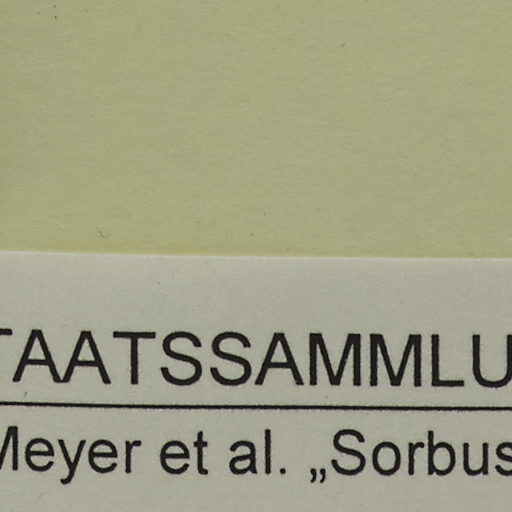 TAATSSAMMLU
Meyer et al. „Sorbus